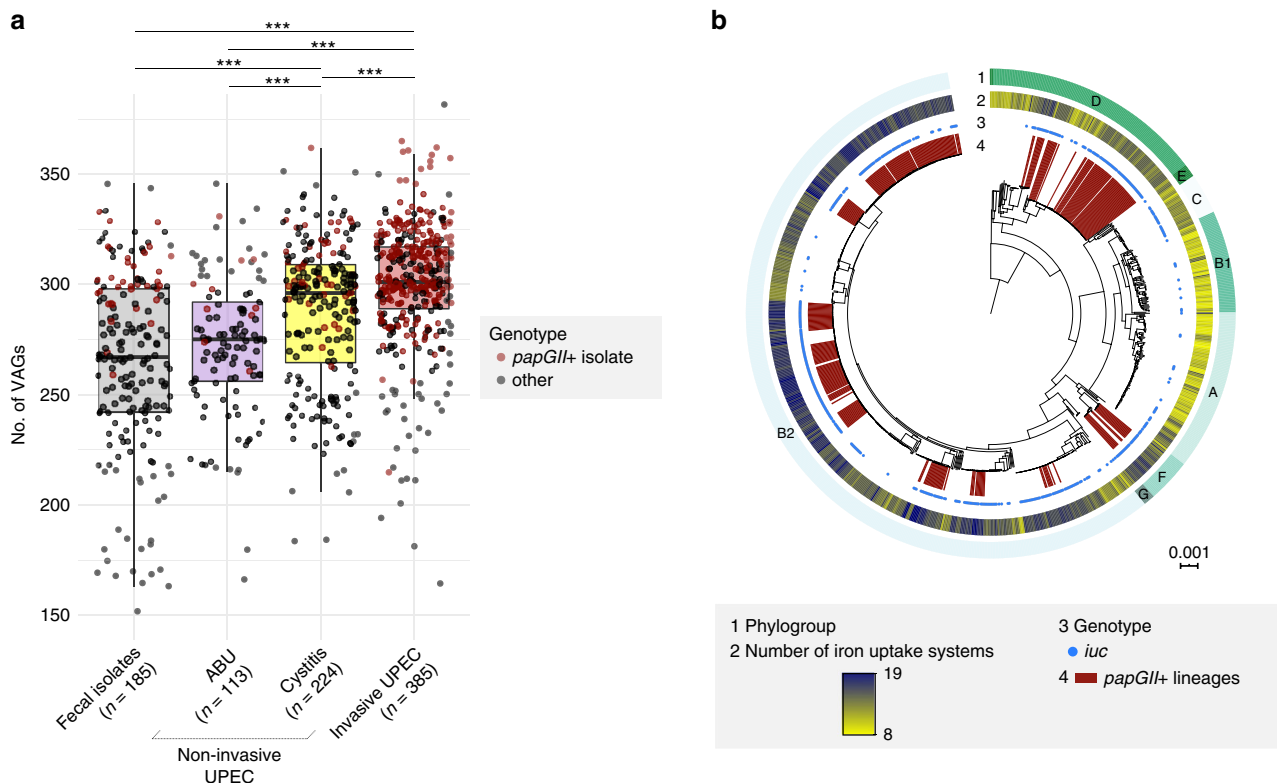 a
***
***
***
***
***
No. of VAGs
350
300
250
200
150
Fecal isolates
(n = 185)
ABU
(n = 113)
Cystitis
(n = 224)
Invasive UPEC
(n = 385)
Non-invasive
UPEC
Genotype
papGII+ isolate
other
b
1
2
3
4
D
E
C
B1
A
F
G
B2
0.001
1 Phylogroup
2 Number of iron uptake systems
19
8
3 Genotype
iuc
4 papGII+ lineages